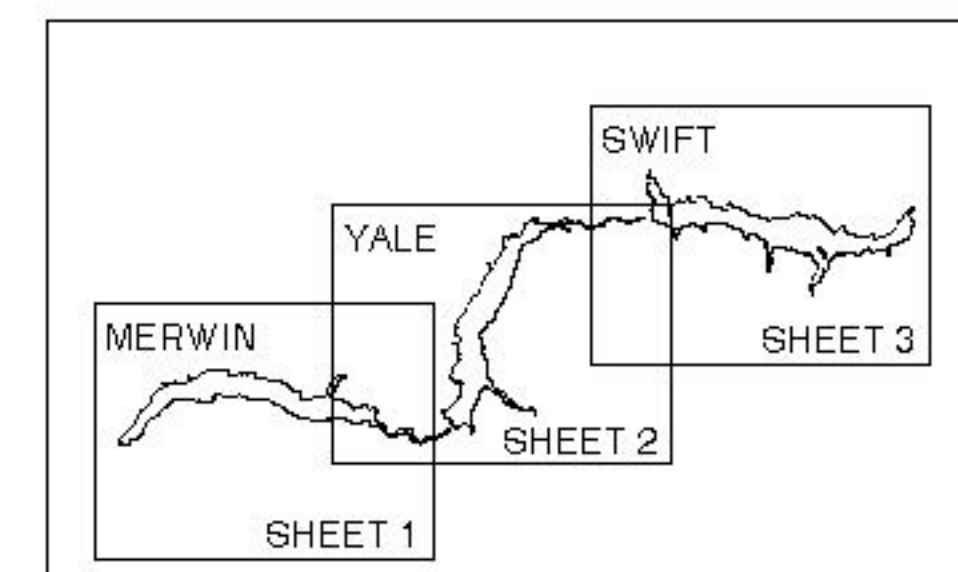 SWIFT
YALE
MERWIN
SHEET 3
SHEET 2
SHEET 1